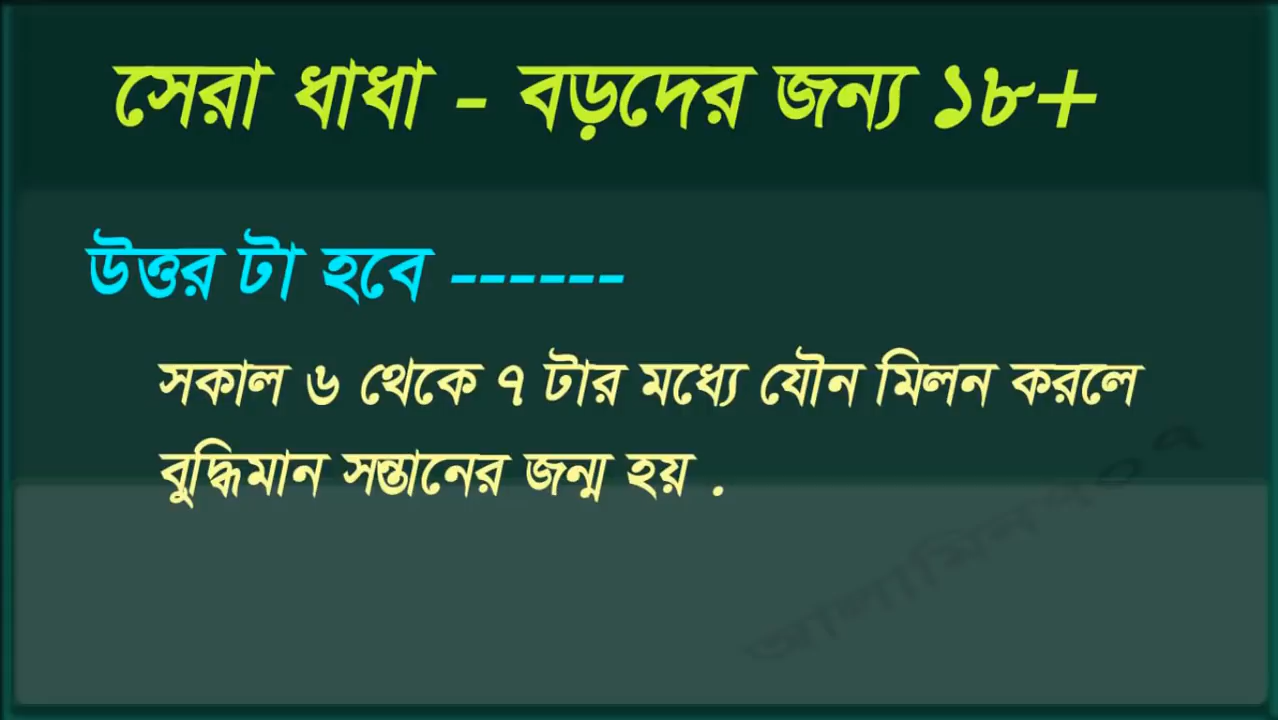 সেরা ধাধা - বড়দের জন্য ১৮+
উত্তর টা হবে ------
সকাল ৬ থেকে ৭ টার মধ্যে যৌন মিলন করলে
বুদ্ধিমান সন্তানের জন্ম হয় .